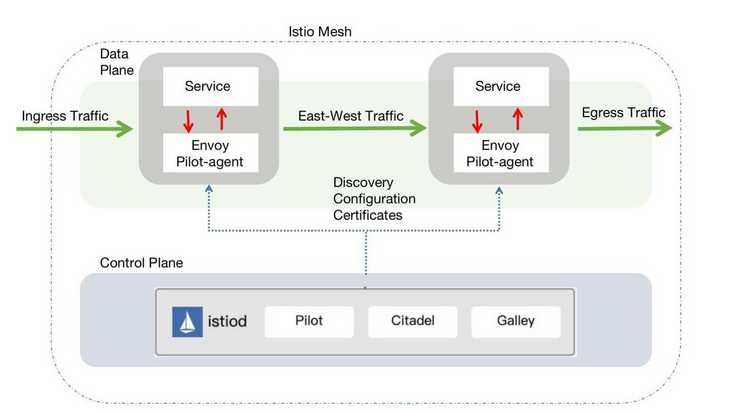 Istio Mesh
Data
Plane
Service
Service
Ingress Traffic
East-West Traffic
Egress Traffic
Envoy
Pilot-agent
Envoy
Pilot-agent
Discovery
Configuration
Certificates
Control Plane
istiod
Pilot
Citadel
Galley